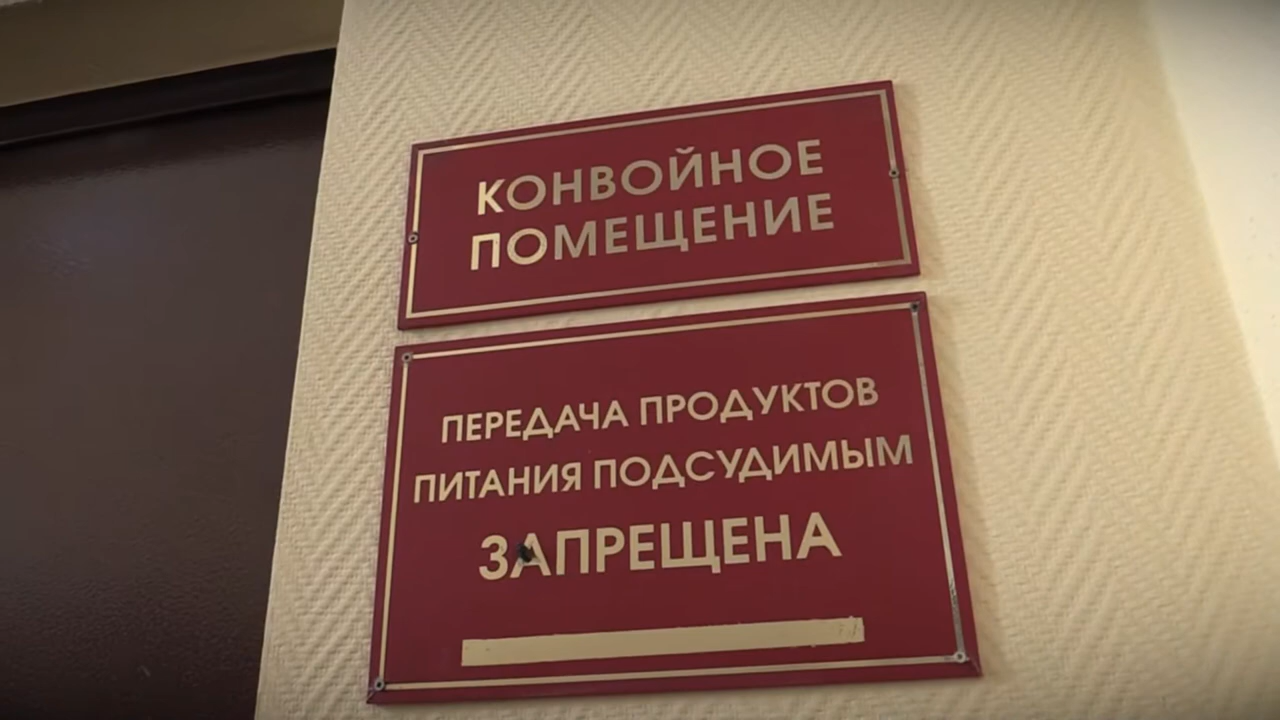 КОНВОЙНОЕ
ПОМЕЩЕНИЕ
ПЕРЕДАЧА ПРОДУКТОВ
ПИТАНИЯ ПОДСУДИМЫМ
ЗАПРЕЩЕНА